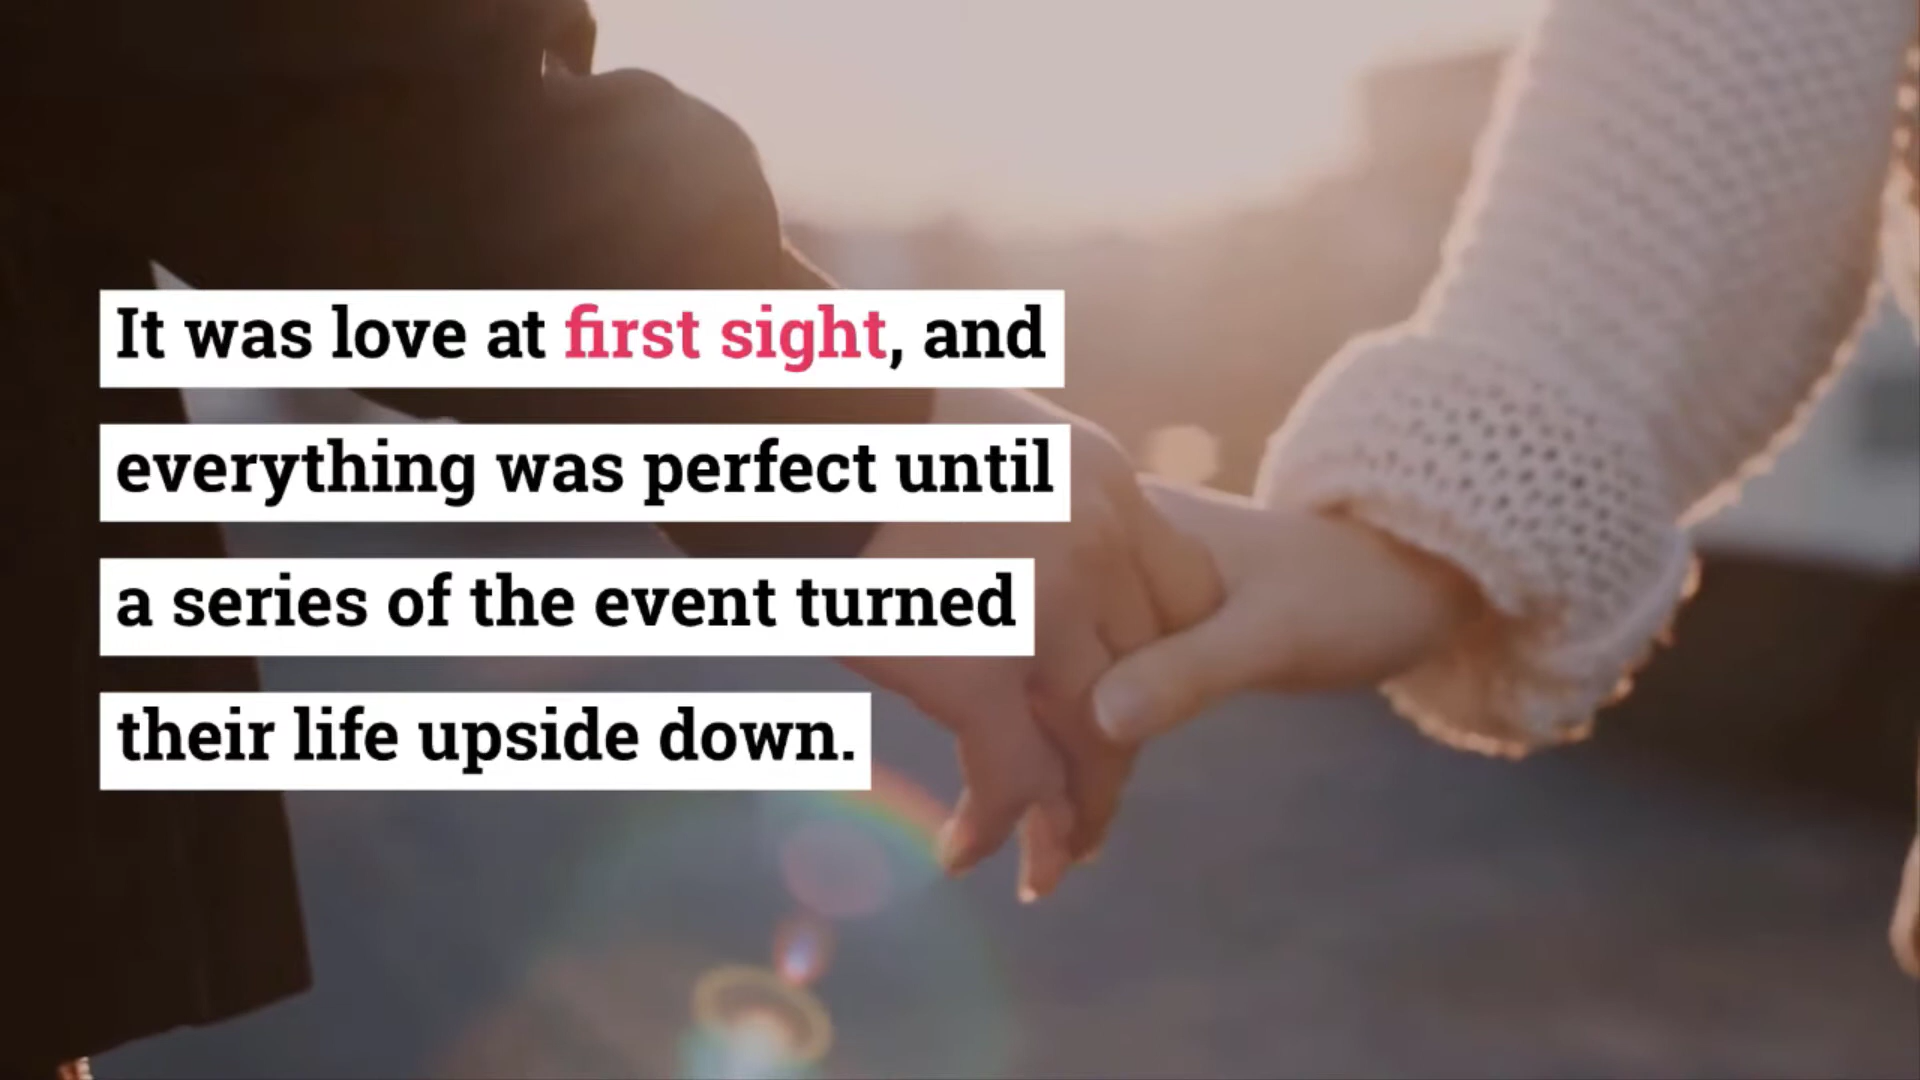 It was love at first sight, and
everything was perfect until
a series of the event turned
their life upside down.